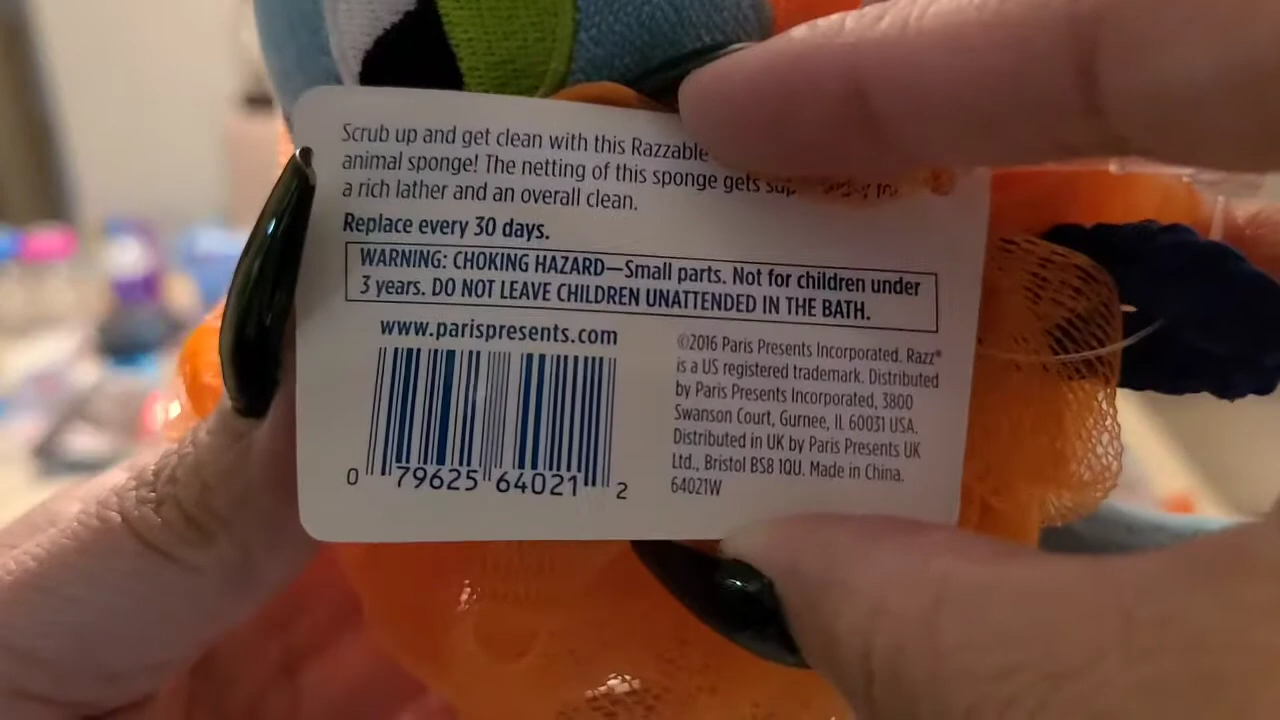 Scrub up and get clean with this Razzable
animal sponge! The netting of this sponge gets
a rich lather and an overall clean.
Replace every 30 days.
WARNING: CHOKING HAZARD—Small parts. Not for children under
3 years. DO NOT LEAVE CHILDREN UNATTENDED IN THE BATH.
www.parispresents.com
0 79625 64021 2
©2016 Paris Presents Incorporated. Razz®
is a US registered trademark. Distributed
by Paris Presents Incorporated, 3800
Swanson Court, Gurnee, IL 60031 USA.
Distributed in UK by Paris Presents UK
Ltd., Bristol BS8 1QU. Made in China.
64021W